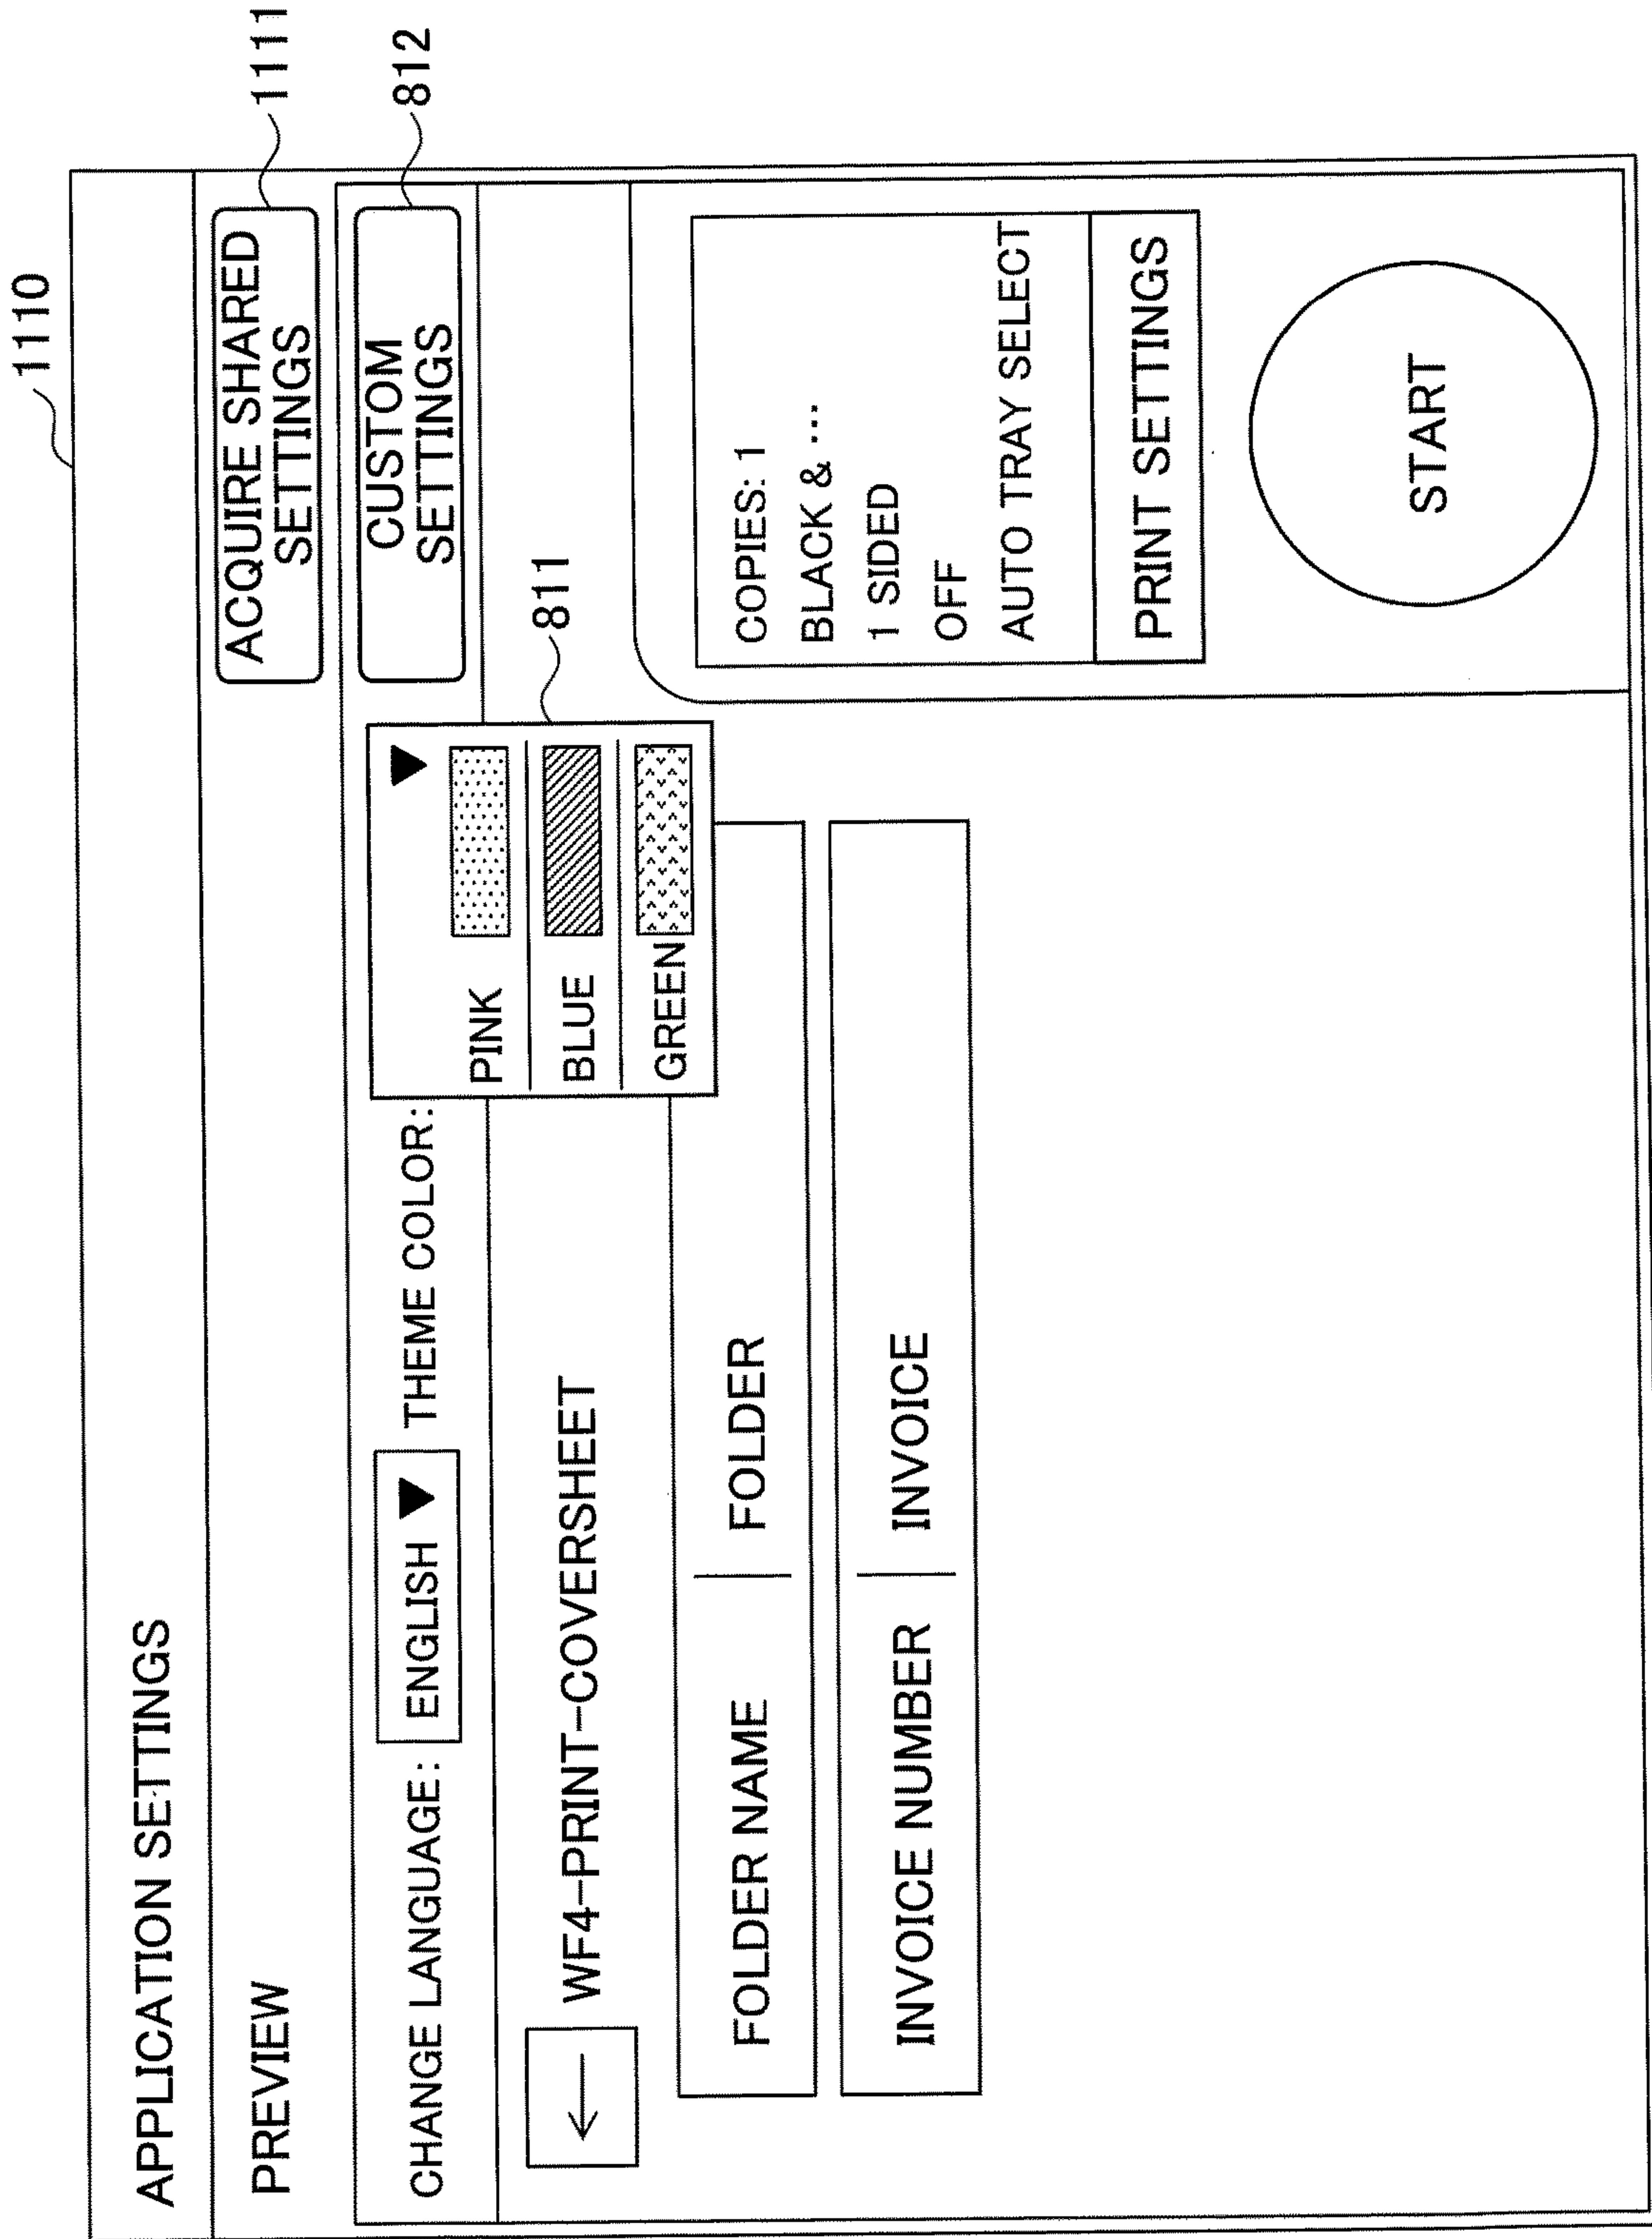 1110
APPLICATION SETTINGS
PREVIEW
ACQUIRE SHARED
SETTINGS
1111
CHANGE LANGUAGE: ENGLISH ▼ THEME COLOR: ▼
CUSTOM
SETTINGS
812
PINK
BLUE
GREEN
811
← WF4-PRINT-COVERSHEET
FOLDER NAME | FOLDER
INVOICE NUMBER | INVOICE
COPIES: 1
BLACK & ...
1 SIDED
OFF
AUTO TRAY SELECT
PRINT SETTINGS
START